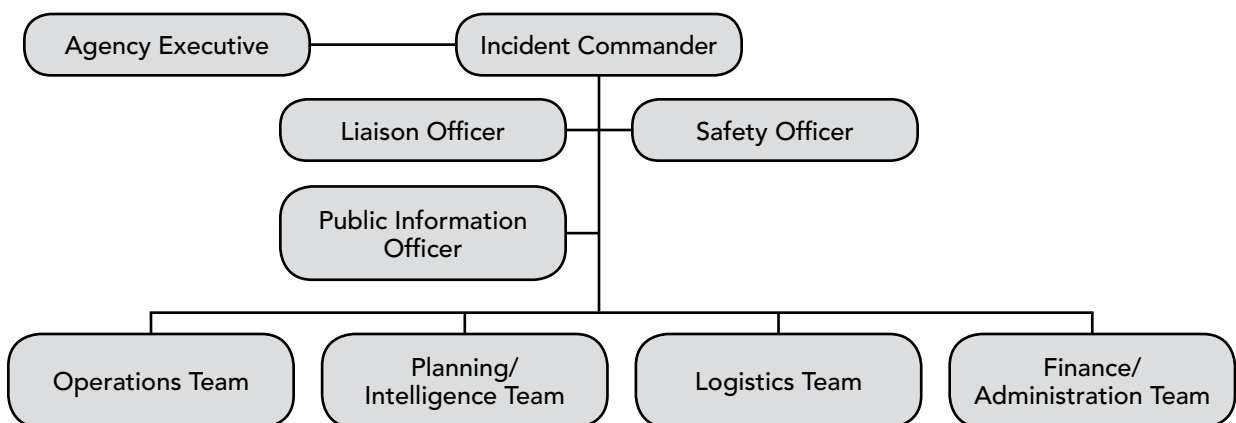 Agency Executive
Incident Commander
Liaison Officer
Safety Officer
Public Information
Officer
Operations Team
Planning/
Intelligence Team
Logistics Team
Finance/
Administration Team